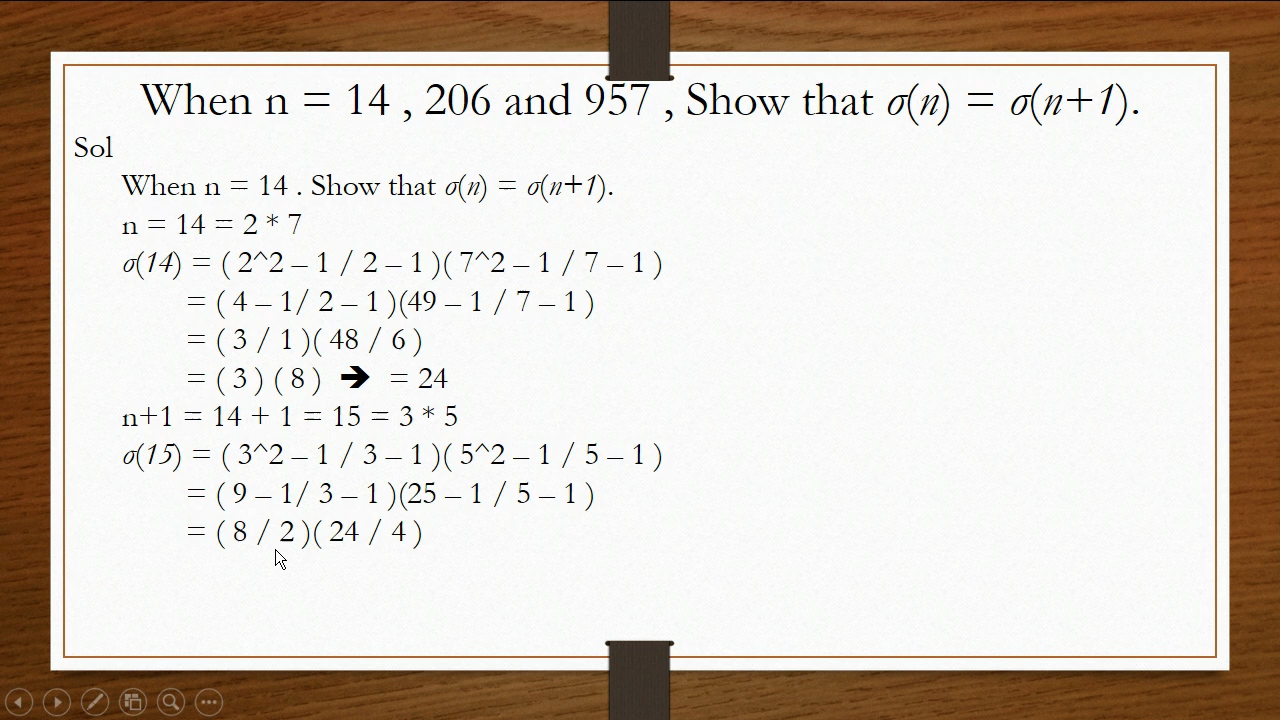 When n = 14 , 206 and 957 , Show that σ(n) = σ(n+1).
Sol
When n = 14 . Show that σ(n) = σ(n+1).
n = 14 = 2 * 7
σ(14) = ( 2^2 – 1 / 2 – 1 )( 7^2 – 1 / 7 – 1 )
= ( 4 – 1/ 2 – 1 )(49 – 1 / 7 – 1 )
= ( 3 / 1 )( 48 / 6 )
= ( 3 ) ( 8 ) 🡺 = 24
n+1 = 14 + 1 = 15 = 3 * 5
σ(15) = ( 3^2 – 1 / 3 – 1 )( 5^2 – 1 / 5 – 1 )
= ( 9 – 1/ 3 – 1 )(25 – 1 / 5 – 1 )
= ( 8 / 2 )( 24 / 4 )